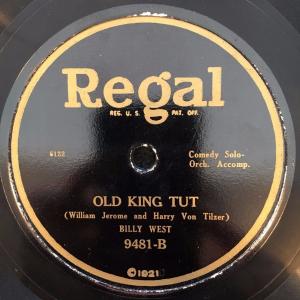 Regal
REG. U. S. PAT. OFF.
6122
Comedy Solo-
Orch. Accomp.
OLD KING TUT
(William Jerome and Harry Von Tilzer)
BILLY WEST
9481-B
©1921